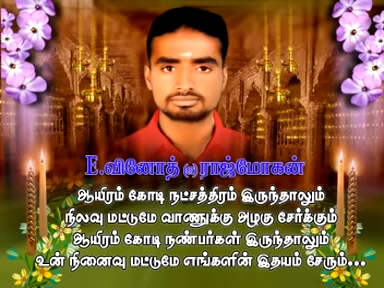 E.வினோத் (எ) ராஜ்மோகன்
ஆயிரம் கோடி நட்சத்திரம் இருந்தாலும்
நிலவு மட்டுமே வாணுக்கு அழகு சேர்க்கும்
ஆயிரம் கோடி நண்பர்கள் இருந்தாலும்
உன் நினைவு மட்டுமே எங்களின் இதயம் சேரும்...